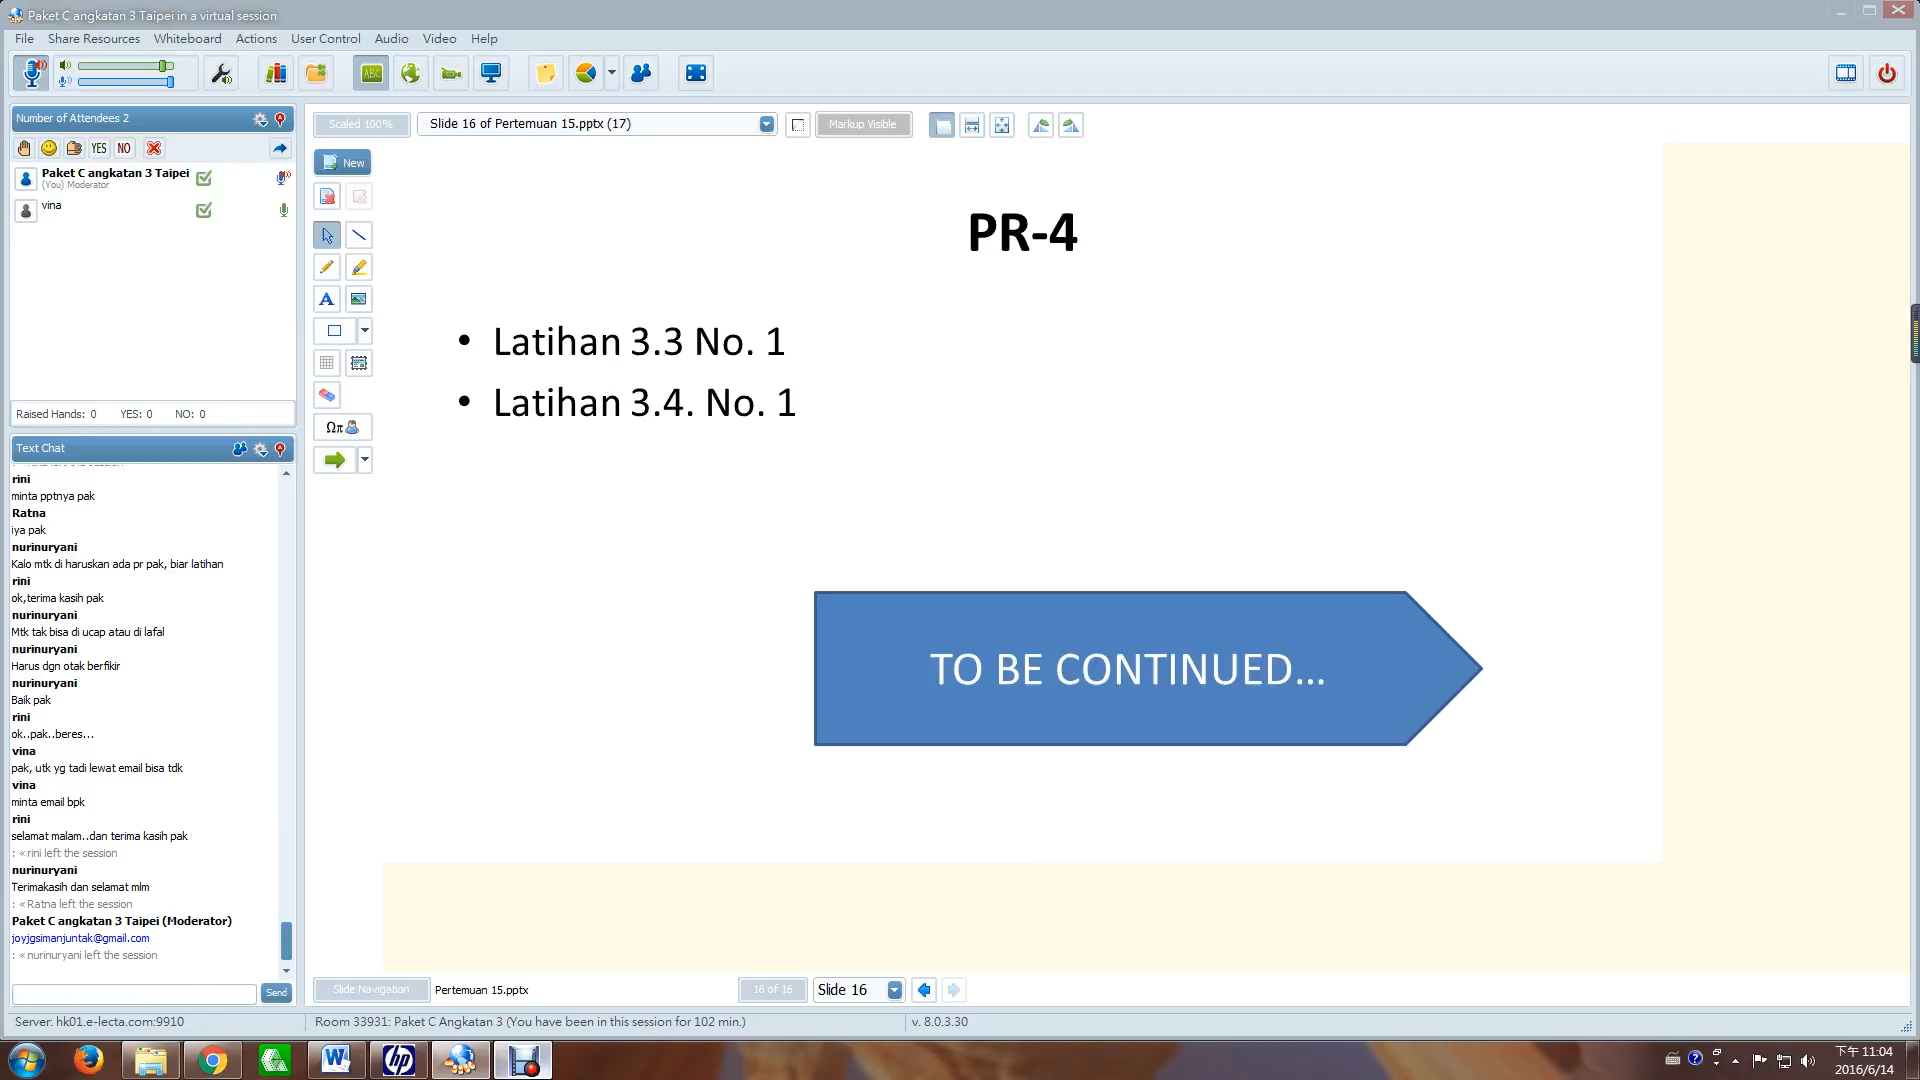 Paket C angkatan 3 Taipei in a virtual session
File Share Resources Whiteboard Actions User Control Audio Video Help
ABC
Number of Attendees 2
YES NO
Paket C angkatan 3 Taipei
(You) Moderator
vina
Raised Hands: 0 YES: 0 NO: 0
Text Chat
rini
minta pptnya pak
Ratna
iya pak
nurinuryani
Kalo mtk di haruskan ada pr pak, biar latihan
rini
ok,terima kasih pak
nurinuryani
Mtk tak bisa di ucap atau di lafal
nurinuryani
Harus dgn otak berfikir
nurinuryani
Baik pak
rini
ok..pak..beres...
vina
pak, utk yg tadi lewat email bisa tdk
vina
minta email bpk
rini
selamat malam..dan terima kasih pak
: « rini left the session
nurinuryani
Terimakasih dan selamat mlm
: « Ratna left the session
Paket C angkatan 3 Taipei (Moderator)
joyjgsimanjuntak@gmail.com
: « nurinuryani left the session
Send
Scaled 100% Slide 16 of Pertemuan 15.pptx (17) Markup Visible
New
A
Ωπ
PR-4
• Latihan 3.3 No. 1
• Latihan 3.4. No. 1
TO BE CONTINUED...
Slide Navigation Pertemuan 15.pptx 16 of 16 Slide 16
Server: hk01.e-lecta.com:9910 Room 33931: Paket C Angkatan 3 (You have been in this session for 102 min.) v. 8.0.3.30
W hp
下午 11:04
2016/6/14